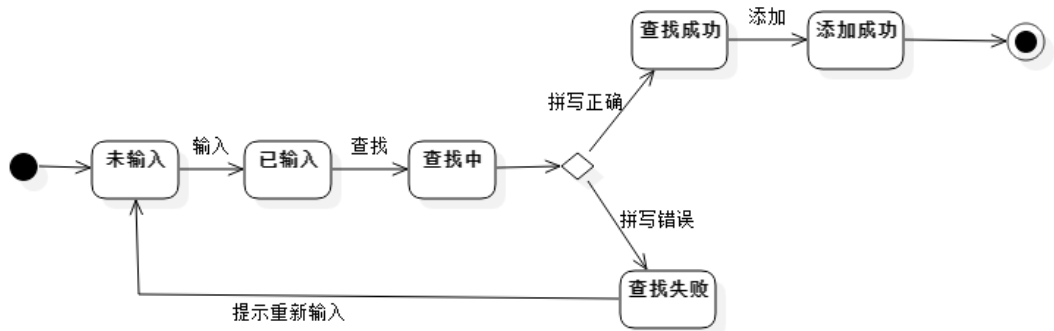 查找成功
添加
添加成功
拼写正确
未输入
输入
已输入
查找
查找中
拼写错误
查找失败
提示重新输入